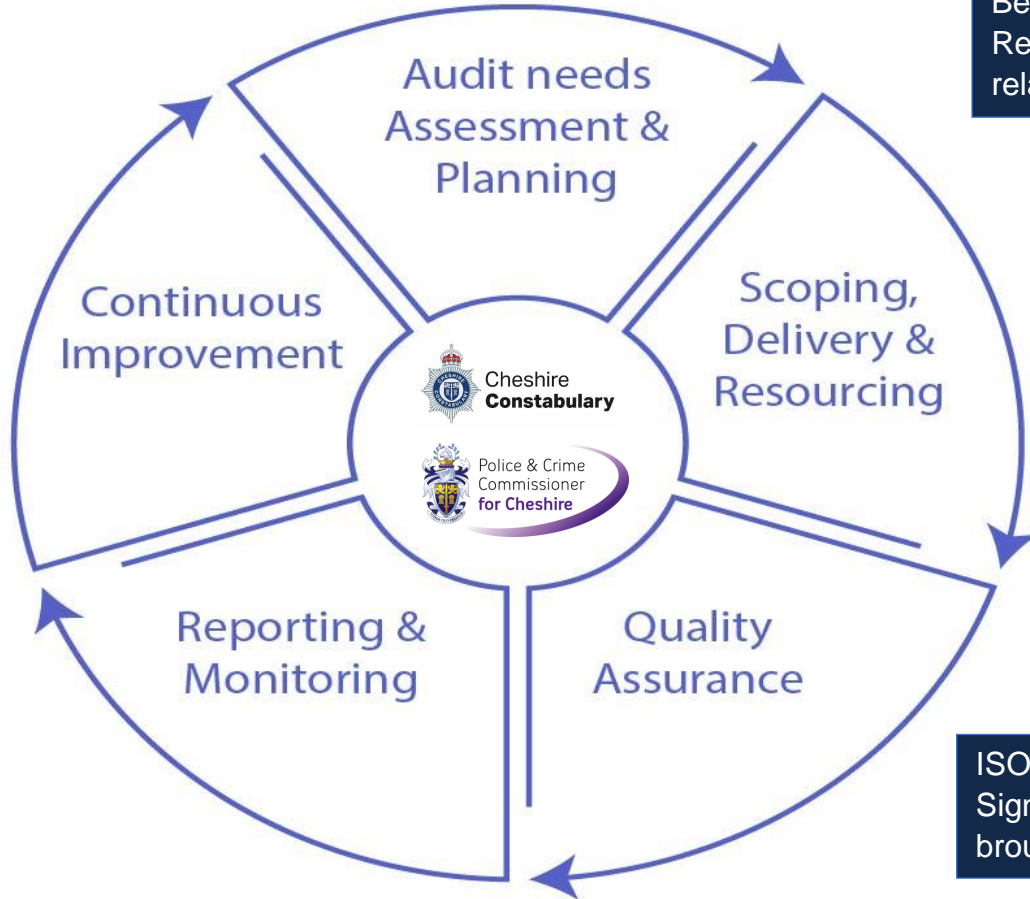 Audit needs
Assessment &
Planning
Scoping,
Delivery &
Resourcing
Quality
Assurance
Reporting &
Monitoring
Continuous
Improvement
Cheshire
Constabulary
Police & Crime
Commissioner
for Cheshire
ISO